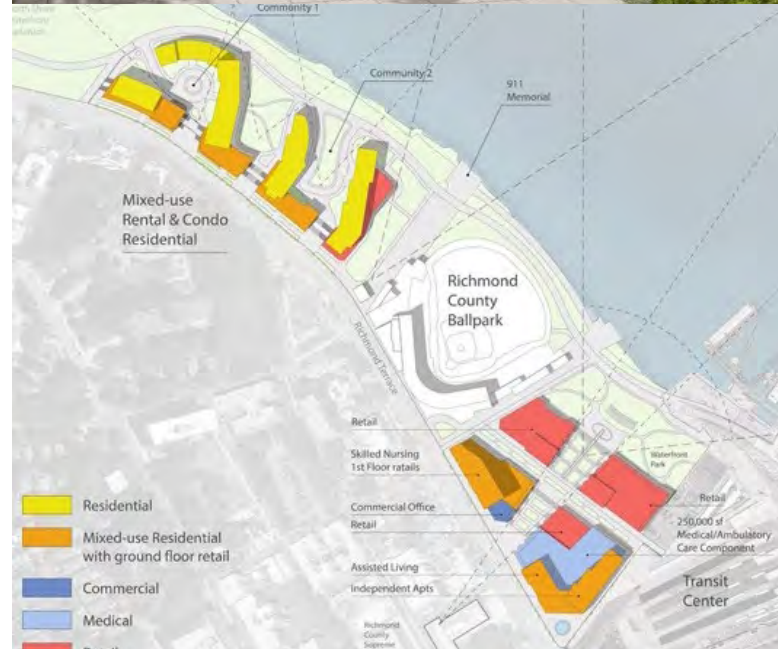 Community 1
Community 2
911
Memorial
Mixed-use
Rental & Condo
Residential
Richmond
County
Ballpark
Richmond Terrace
Retail
Skilled Nursing
1st Floor ratails
Waterfront
Park
Commercial Office
Retail
Retail
250,000 sf
Medical/Ambulatory
Care Component
Assisted Living
Independent Apts
Transit
Center
Richmond
County
Supreme
Residential
Mixed-use Residential
with ground floor retail
Commercial
Medical